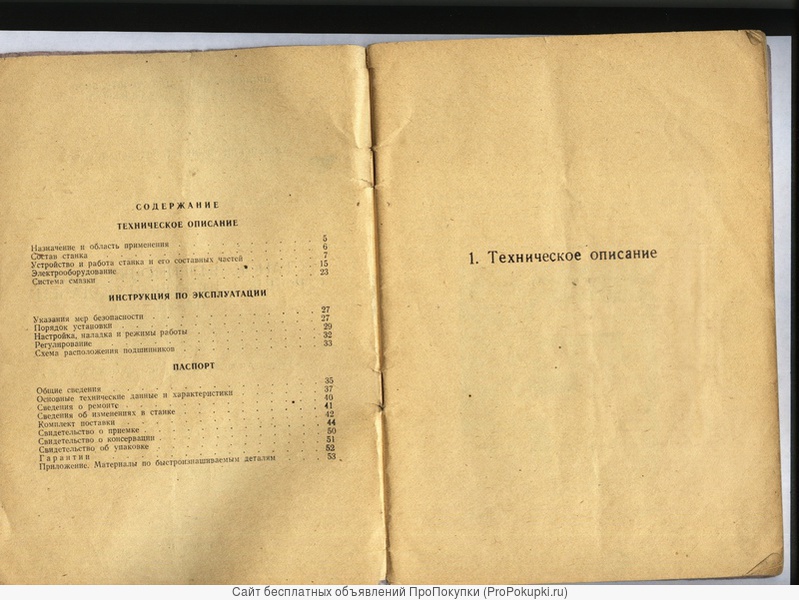 СОДЕРЖАНИЕ
ТЕХНИЧЕСКОЕ ОПИСАНИЕ
Назначение и область применения 5
Состав станка 6
Устройство и работа станка и его составных частей 7
Электрооборудование 15
Система смазки 23
ИНСТРУКЦИЯ ПО ЭКСПЛУАТАЦИИ
Указания мер безопасности 27
Порядок установки 27
Настройка, наладка и режимы работы 29
Регулирование 32
Схема расположения подшипников 33
ПАСПОРТ
Общие сведения 35
Основные технические данные и характеристики 37
Сведения о ремонте 40
Сведения об изменениях в станке 41
Комплект поставки 42
Свидетельство о приемке 44
Свидетельство о консервации 50
Свидетельство об упаковке 51
Гарантии 52
Приложение. Материалы по быстроизнашиваемым деталям 53
1. Техническое описание
Сайт бесплатных объявлений ПроПокупки (ProPokupki.ru)